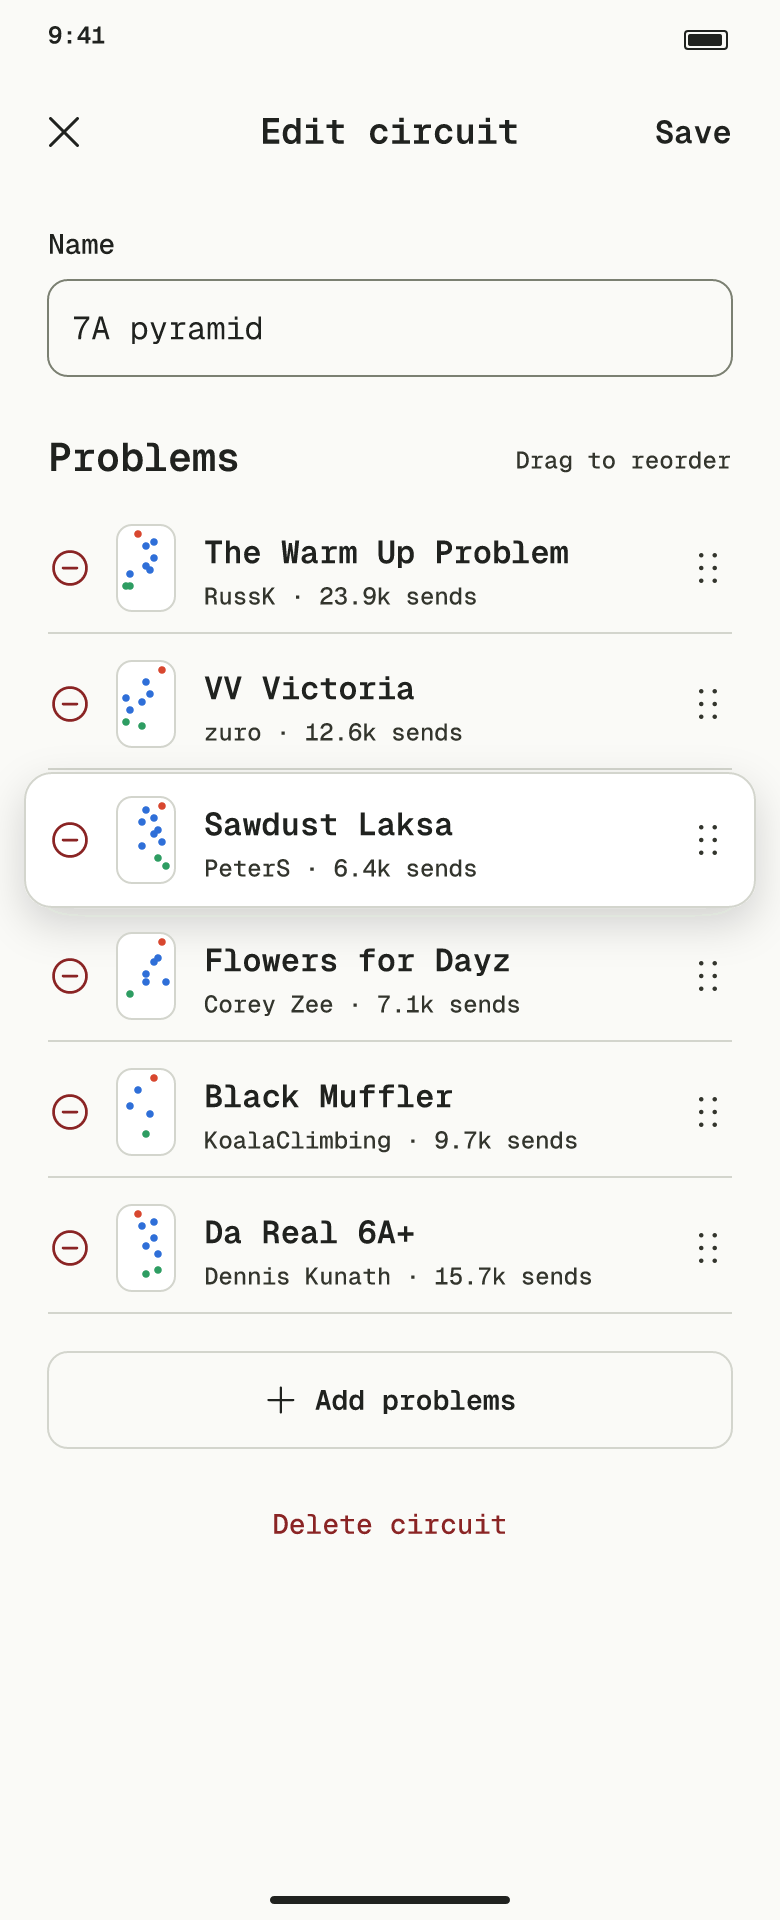 9:41
Edit circuit
Save
Name
7A pyramid
Problems
Drag to reorder
The Warm Up Problem
RussK · 23.9k sends
VV Victoria
zuro · 12.6k sends
Sawdust Laksa
PeterS · 6.4k sends
Flowers for Dayz
Corey Zee · 7.1k sends
Black Muffler
KoalaClimbing · 9.7k sends
Da Real 6A+
Dennis Kunath · 15.7k sends
Add problems
Delete circuit